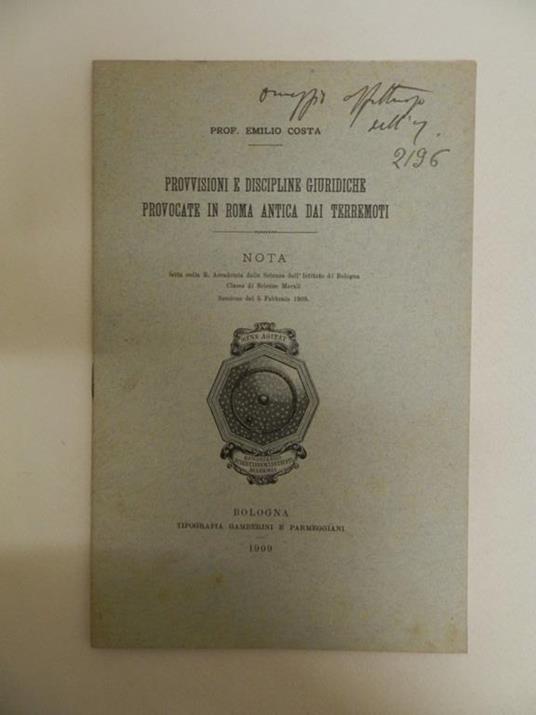 omaggio affettuoso
dell'a.
2196
PROF. EMILIO COSTA
PROVVISIONI E DISCIPLINE GIURIDICHE
PROVOCATE IN ROMA ANTICA DAI TERREMOTI
NOTA
letta nella R. Accademia delle Scienze dell'Istituto di Bologna
Classe di Scienze Morali
Sessione del 5 Febbraio 1909.
MENS AGITAT
BOLOGNA
TIPOGRAFIA GAMBERINI E PARMEGGIANI
1909